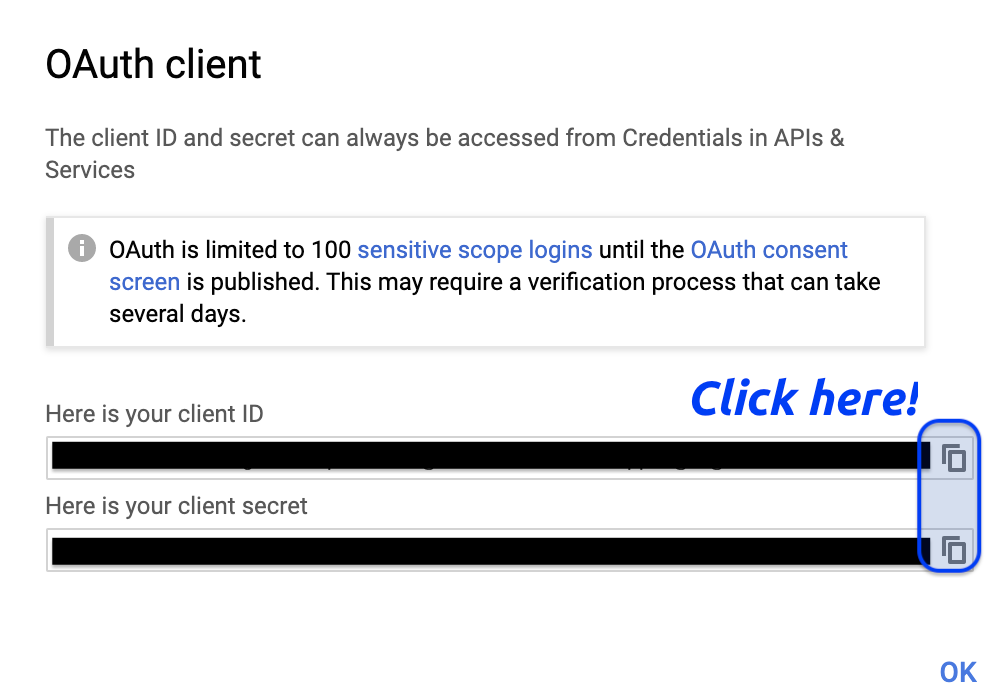 OAuth client
The client ID and secret can always be accessed from Credentials in APIs &
Services
OAuth is limited to 100 sensitive scope logins until the OAuth consent
screen is published. This may require a verification process that can take
several days.
Click here!
Here is your client ID
Here is your client secret
OK